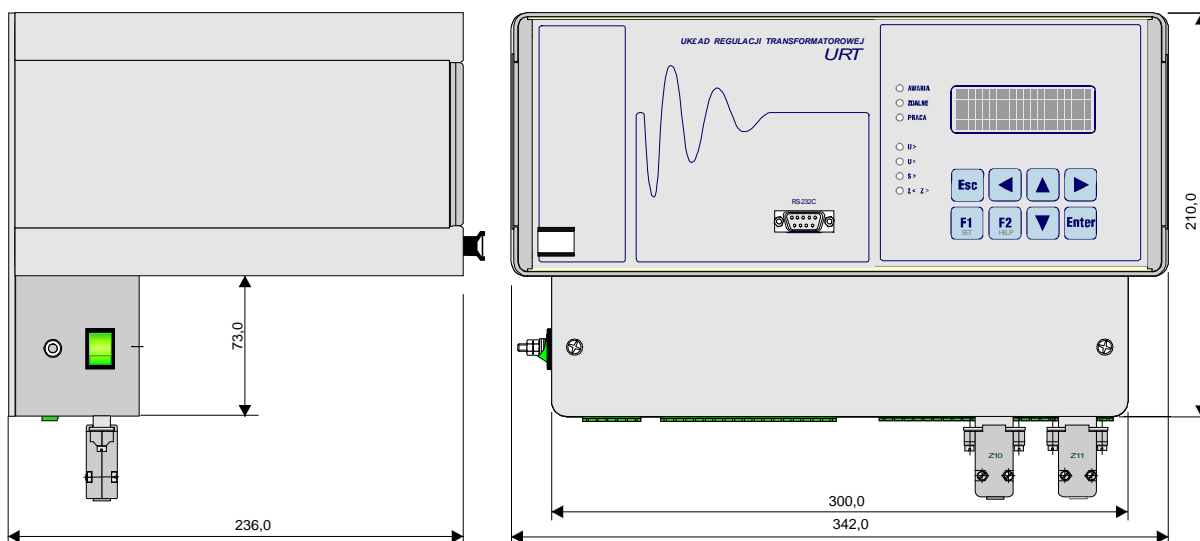 UKŁAD REGULACJI TRANSFORMATOROWEJ
URT
AWARIA
ZDALNE
PRACA
U >
U <
S >
Z < Z >
RS232C
Esc
F1
SET
F2
HELP
Enter
73,0
210,0
Z10
Z11
236,0
300,0
342,0